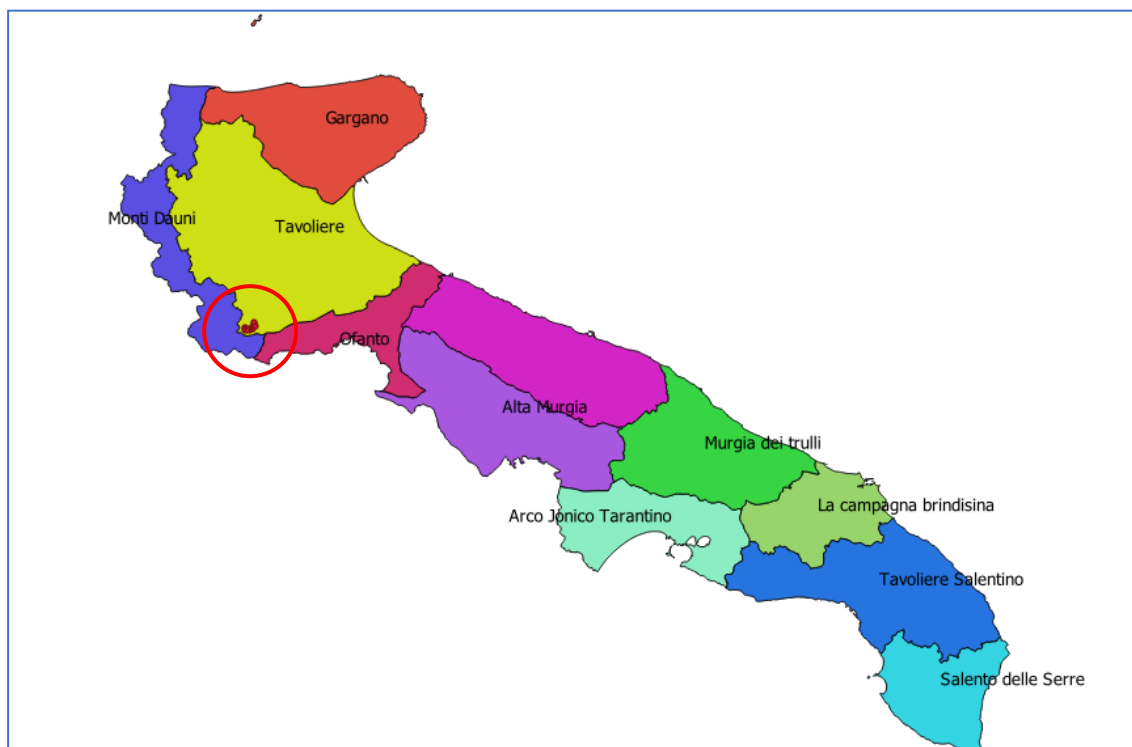 Gargano
Monti Dauni
Tavoliere
Ofanto
Alta Murgia
Murgia dei trulli
La campagna brindisina
Arco Jonico Tarantino
Tavoliere Salentino
Salento delle Serre